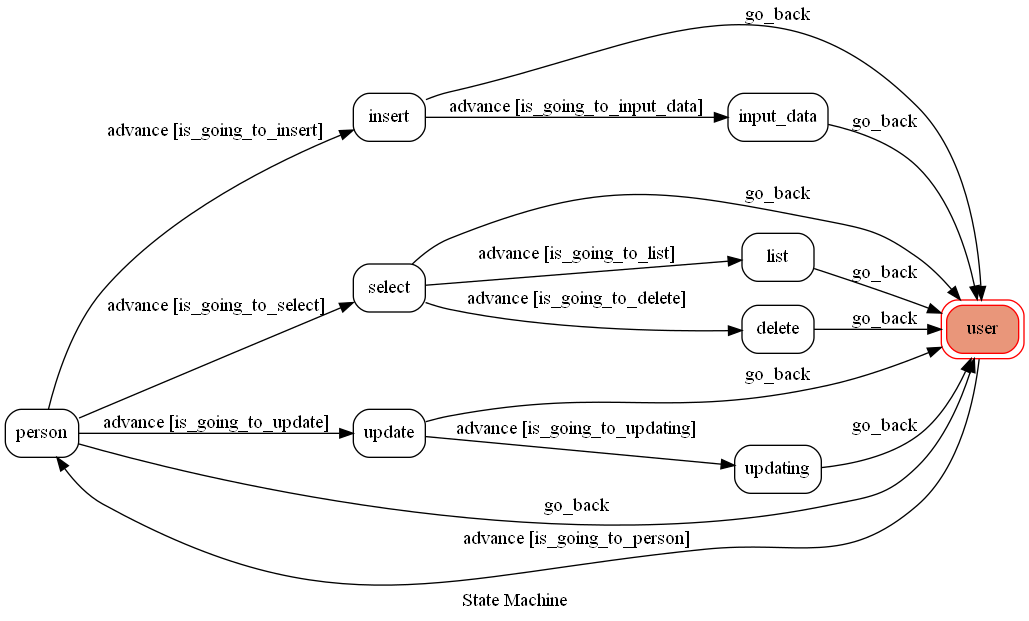 go_back
insert
advance [is_going_to_input_data]
input_data
go_back
advance [is_going_to_insert]
go_back
select
advance [is_going_to_list]
list
go_back
advance [is_going_to_select]
advance [is_going_to_delete]
delete
go_back
user
go_back
person
advance [is_going_to_update]
update
advance [is_going_to_updating]
updating
go_back
go_back
advance [is_going_to_person]
State Machine